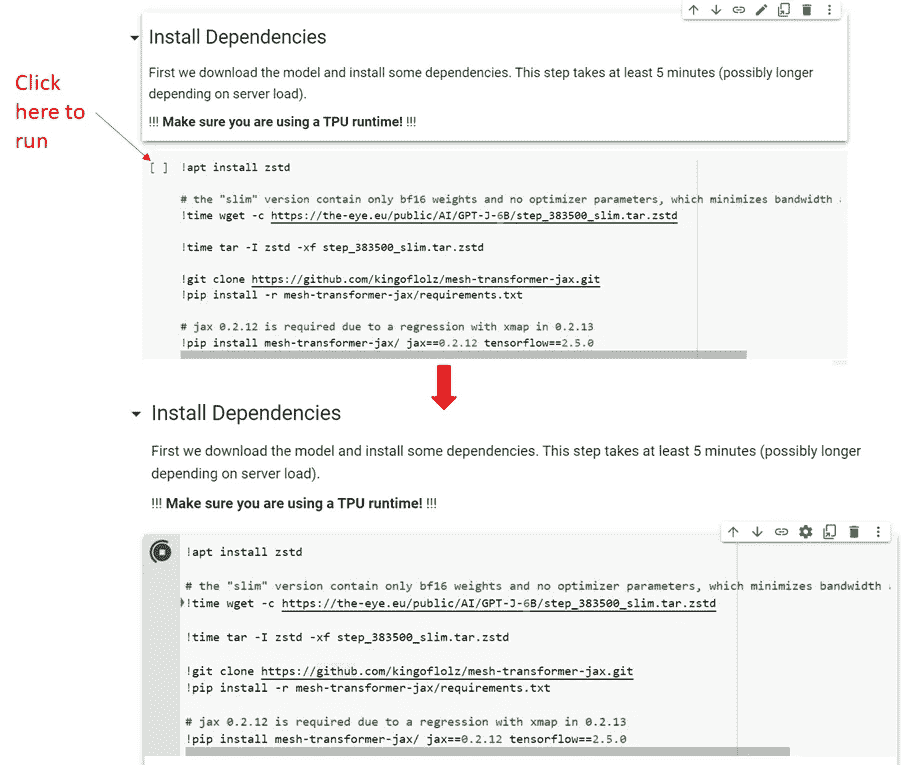 Install Dependencies
Click
here to
run
First we download the model and install some dependencies. This step takes at least 5 minutes (possibly longer
depending on server load).
!!! Make sure you are using a TPU runtime! !!!
[ ] !apt install zstd
# the "slim" version contain only bf16 weights and no optimizer parameters, which minimizes bandwidth
!time wget -c https://the-eye.eu/public/AI/GPT-J-6B/step_383500_slim.tar.zstd
!time tar -I zstd -xf step_383500_slim.tar.zstd
!git clone https://github.com/kingoflolz/mesh-transformer-jax.git
!pip install -r mesh-transformer-jax/requirements.txt
# jax 0.2.12 is required due to a regression with xmap in 0.2.13
!pip install mesh-transformer-jax/ jax==0.2.12 tensorflow==2.5.0
Install Dependencies
First we download the model and install some dependencies. This step takes at least 5 minutes (possibly longer
depending on server load).
!!! Make sure you are using a TPU runtime! !!!
!apt install zstd
# the "slim" version contain only bf16 weights and no optimizer parameters, which minimizes bandwidth
!time wget -c https://the-eye.eu/public/AI/GPT-J-6B/step_383500_slim.tar.zstd
!time tar -I zstd -xf step_383500_slim.tar.zstd
!git clone https://github.com/kingoflolz/mesh-transformer-jax.git
!pip install -r mesh-transformer-jax/requirements.txt
# jax 0.2.12 is required due to a regression with xmap in 0.2.13
!pip install mesh-transformer-jax/ jax==0.2.12 tensorflow==2.5.0